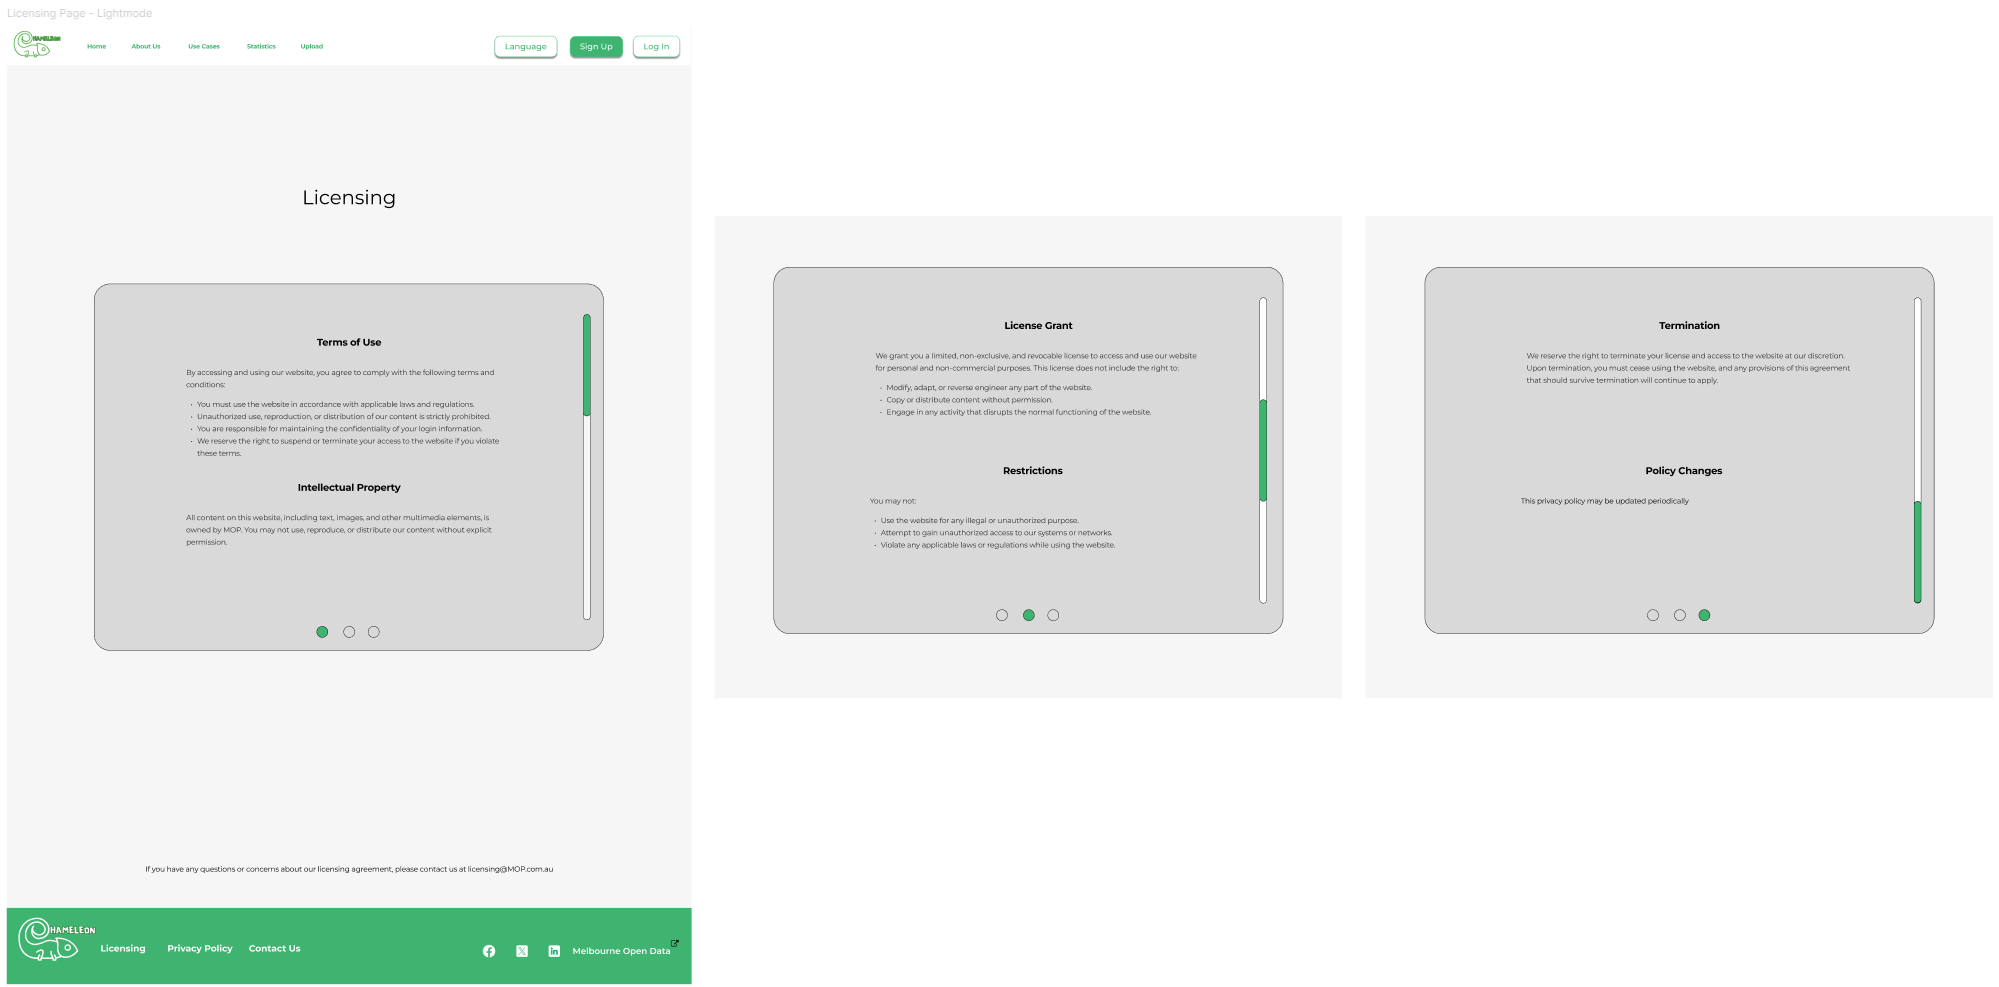 Licensing Page - Lightmode
HAMELEON
Home
About Us
Use Cases
Statistics
Upload
Language
Sign Up
Log In
Licensing
Terms of Use
By accessing and using our website, you agree to comply with the following terms and
conditions:
• You must use the website in accordance with applicable laws and regulations.
• Unauthorized use, reproduction, or distribution of our content is strictly prohibited.
• You are responsible for maintaining the confidentiality of your login information.
• We reserve the right to suspend or terminate your access to the website if you violate
these terms.
Intellectual Property
All content on this website, including text, images, and other multimedia elements, is
owned by MOP. You may not use, reproduce, or distribute our content without explicit
permission.
License Grant
We grant you a limited, non-exclusive, and revocable license to access and use our website
for personal and non-commercial purposes. This license does not include the right to:
• Modify, adapt, or reverse engineer any part of the website.
• Copy or distribute content without permission.
• Engage in any activity that disrupts the normal functioning of the website.
Restrictions
You may not:
• Use the website for any illegal or unauthorized purpose.
• Attempt to gain unauthorized access to our systems or networks.
• Violate any applicable laws or regulations while using the website.
Termination
We reserve the right to terminate your license and access to the website at our discretion.
Upon termination, you must cease using the website, and any provisions of this agreement
that should survive termination will continue to apply.
Policy Changes
This privacy policy may be updated periodically
If you have any questions or concerns about our licensing agreement, please contact us at licensing@MOP.com.au
HAMELEON
Licensing
Privacy Policy
Contact Us
Melbourne Open Data